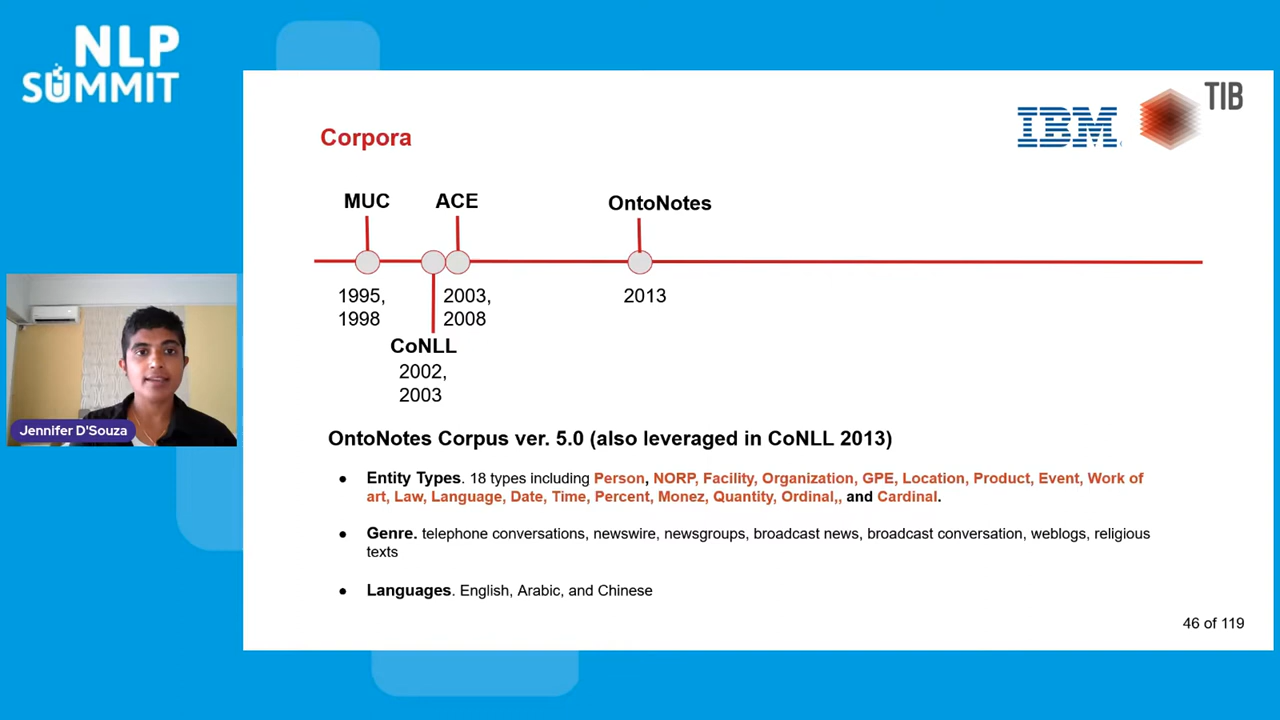 NLP
SUMMIT
IBM
TIB
Corpora
MUC
ACE
OntoNotes
1995,
1998
2003,
2008
2013
CoNLL
2002,
2003
Jennifer D'Souza
OntoNotes Corpus ver. 5.0 (also leveraged in CoNLL 2013)
● Entity Types. 18 types including Person, NORP, Facility, Organization, GPE, Location, Product, Event, Work of
art, Law, Language, Date, Time, Percent, Monez, Quantity, Ordinal,, and Cardinal.
● Genre. telephone conversations, newswire, newsgroups, broadcast news, broadcast conversation, weblogs, religious
texts
● Languages. English, Arabic, and Chinese
46 of 119